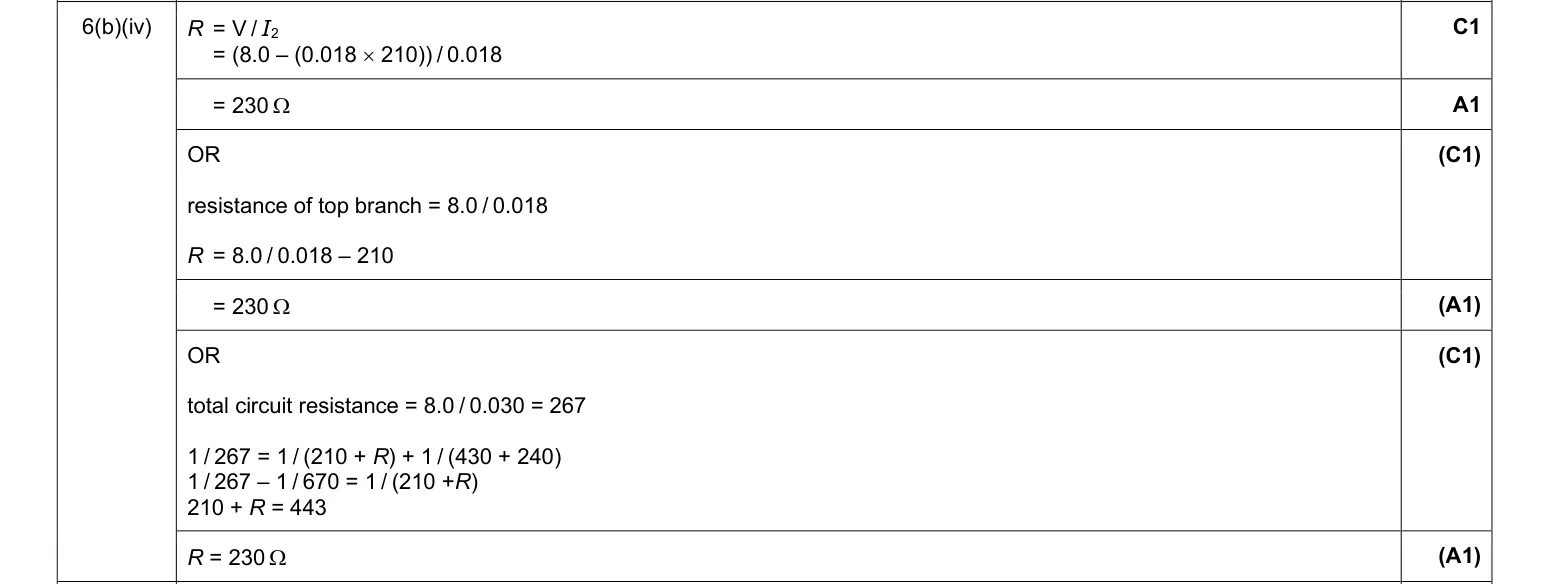 6(b)(iv)
R = V / I₂
C1
= (8.0 – (0.018 × 210)) / 0.018
= 230 Ω
A1
OR
(C1)
resistance of top branch = 8.0 / 0.018
R = 8.0 / 0.018 – 210
= 230 Ω
(A1)
OR
(C1)
total circuit resistance = 8.0 / 0.030 = 267
1 / 267 = 1 / (210 + R) + 1 / (430 + 240)
1 / 267 – 1 / 670 = 1 / (210 +R)
210 + R = 443
R = 230 Ω
(A1)